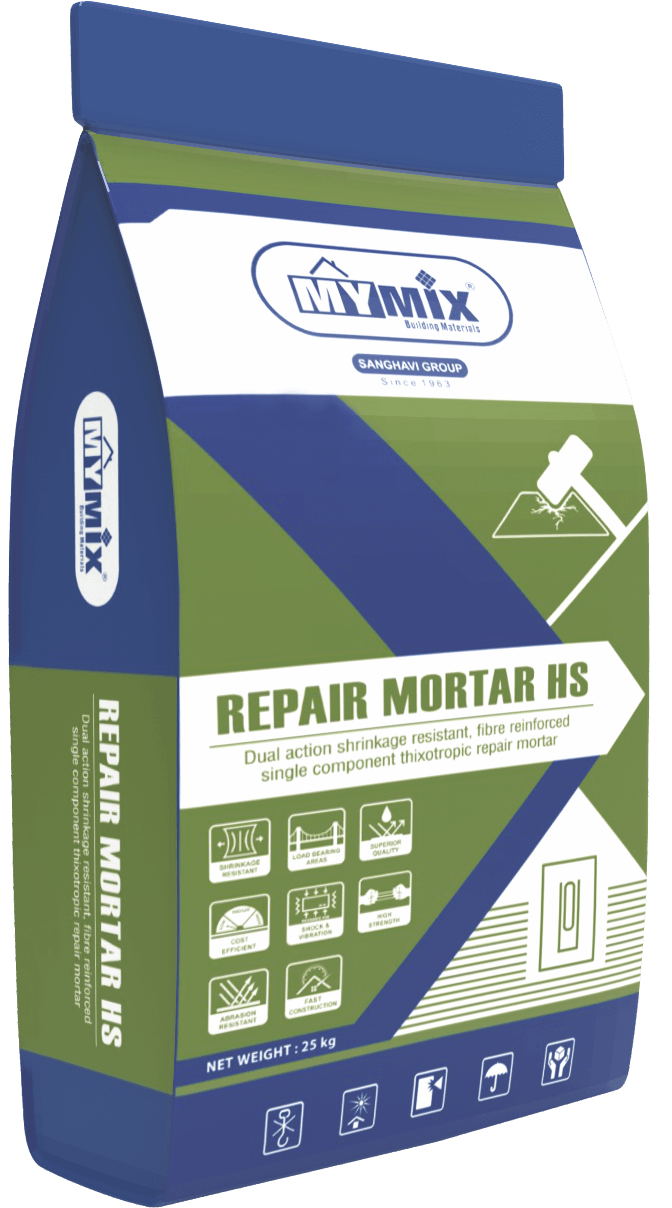 MYMIX®
Building Materials
SANGHAVI GROUP
Since 1963
MYMIX®
Building Materials
REPAIR MORTAR HS
Dual action shrinkage resistant, fibre reinforced
single component thixotropic repair mortar
REPAIR MORTAR HS
Dual action shrinkage resistant, fibre reinforced
single component thixotropic repair mortar
SHRINKAGE
RESISTANT
LOAD BEARING
AREAS
SUPERIOR
QUALITY
COST
EFFICIENT
SHOCK &
VIBRATION
HIGH
STRENGTH
ABRASION
RESISTANT
FAST
CONSTRUCTION
NET WEIGHT : 25 kg